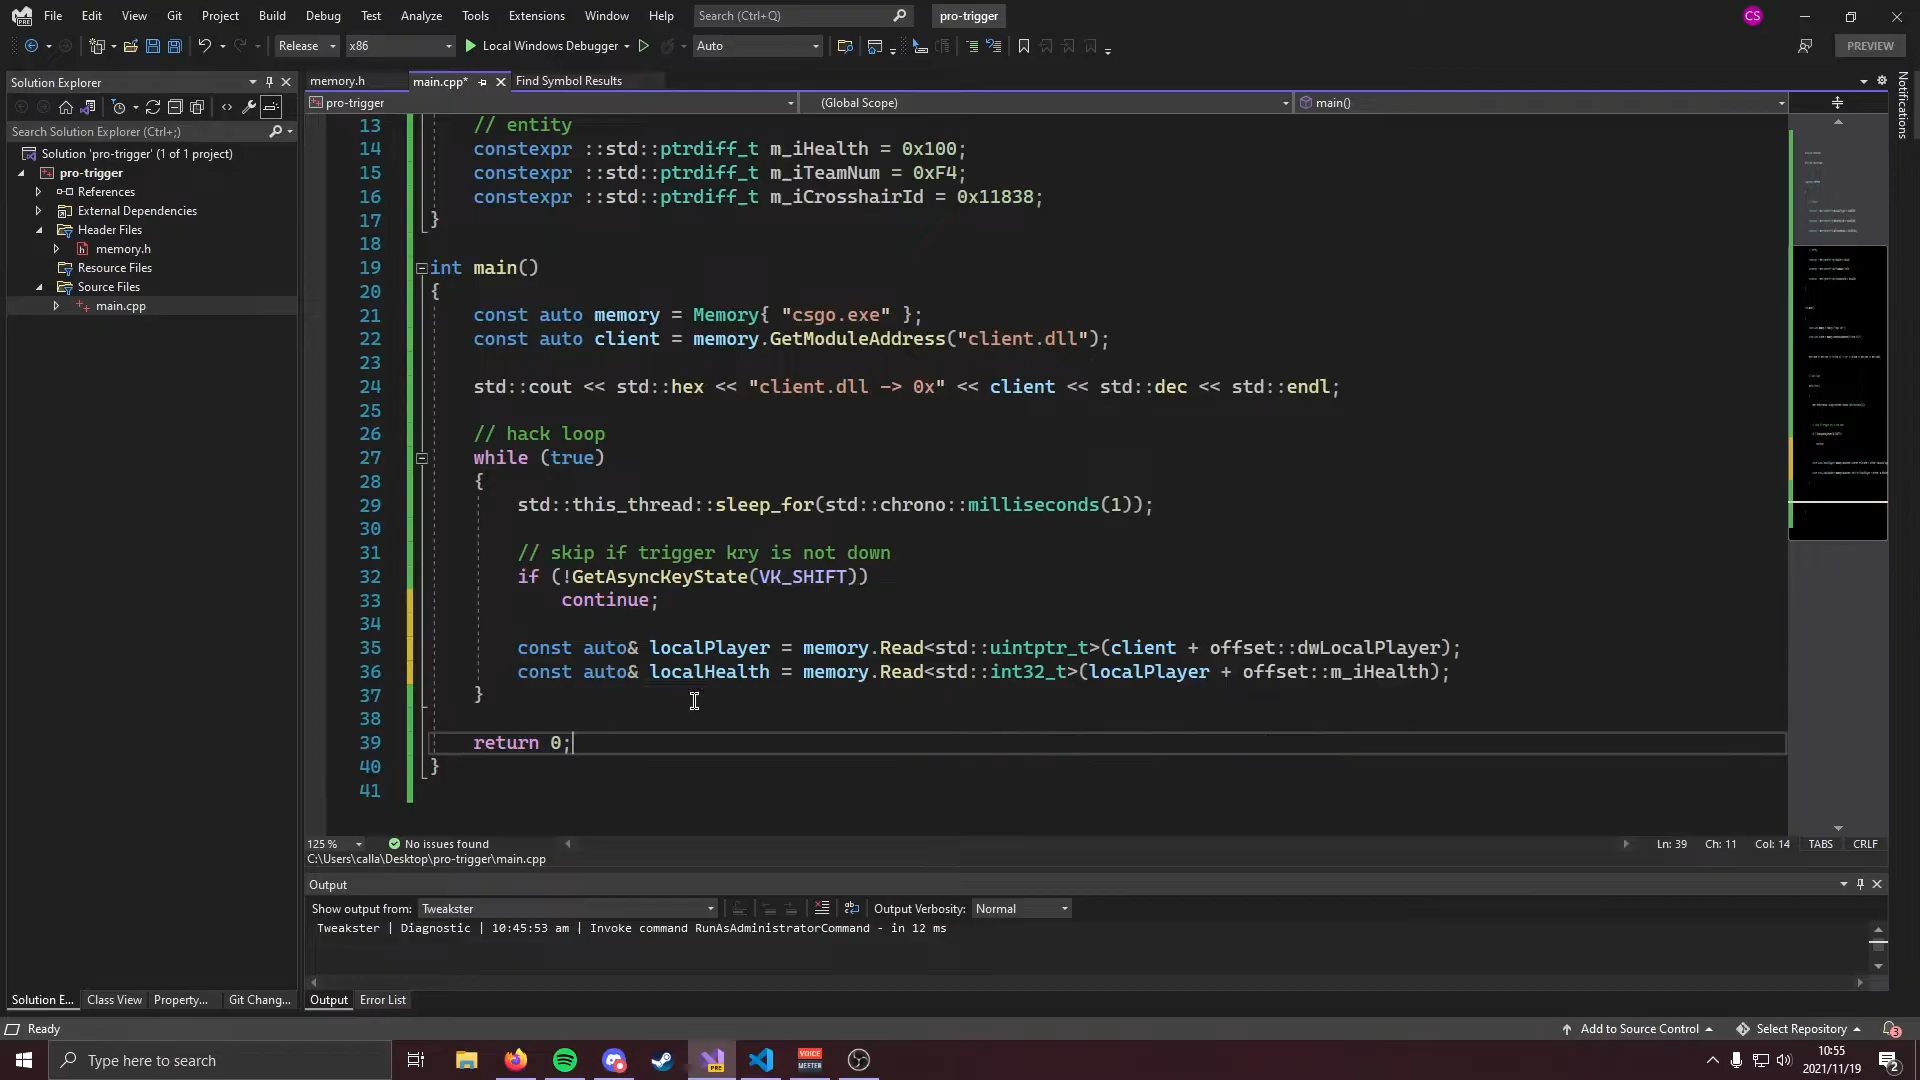 File Edit View Git Project Build Debug Test Analyze Tools Extensions Window Help Search (Ctrl+Q) pro-trigger CS
Release x86 Local Windows Debugger Auto PREVIEW
Solution Explorer
Search Solution Explorer (Ctrl+;)
Solution 'pro-trigger' (1 of 1 project)
pro-trigger
References
External Dependencies
Header Files
memory.h
Resource Files
Source Files
main.cpp
memory.h main.cpp* Find Symbol Results
pro-trigger (Global Scope) main()
13 // entity
14 constexpr ::std::ptrdiff_t m_iHealth = 0x100;
15 constexpr ::std::ptrdiff_t m_iTeamNum = 0xF4;
16 constexpr ::std::ptrdiff_t m_iCrosshairId = 0x11838;
17 }
18
19 int main()
20 {
21 const auto memory = Memory{ "csgo.exe" };
22 const auto client = memory.GetModuleAddress("client.dll");
23
24 std::cout << std::hex << "client.dll -> 0x" << client << std::dec << std::endl;
25
26 // hack loop
27 while (true)
28 {
29 std::this_thread::sleep_for(std::chrono::milliseconds(1));
30
31 // skip if trigger kry is not down
32 if (!GetAsyncKeyState(VK_SHIFT))
33 continue;
34
35 const auto& localPlayer = memory.Read<std::uintptr_t>(client + offset::dwLocalPlayer);
36 const auto& localHealth = memory.Read<std::int32_t>(localPlayer + offset::m_iHealth);
37 }
38
39 return 0;
40 }
41
125 % No issues found Ln: 39 Ch: 11 Col: 14 TABS CRLF
C:\Users\calla\Desktop\pro-trigger\main.cpp
Output
Show output from: Tweakster Output Verbosity: Normal
Tweakster | Diagnostic | 10:45:53 am | Invoke command RunAsAdministratorCommand - in 12 ms
Solution E... Class View Property... Git Chang... Output Error List
Ready Add to Source Control Select Repository 3
Type here to search PRE VOICE MEETER 10:55
2021/11/19 2
Notifications